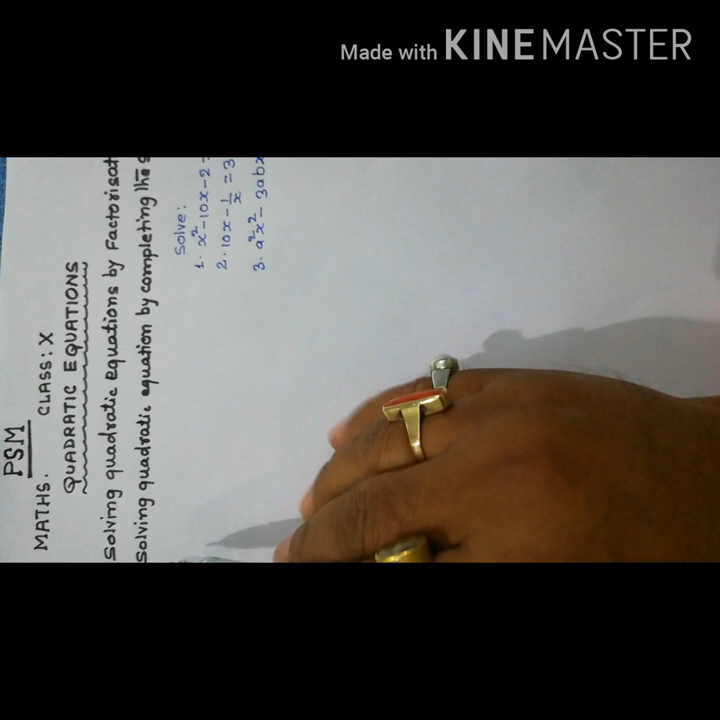 Made with KINEMASTER
PSM
MATHS. CLASS: X
QUADRATIC EQUATIONS
Solving quadratic equations by Factorisat
Solving quadratic equation by completing the s
Solve:
1. x²-10x-2=
2. 10x-1/x=3
3. a²x²-3abx